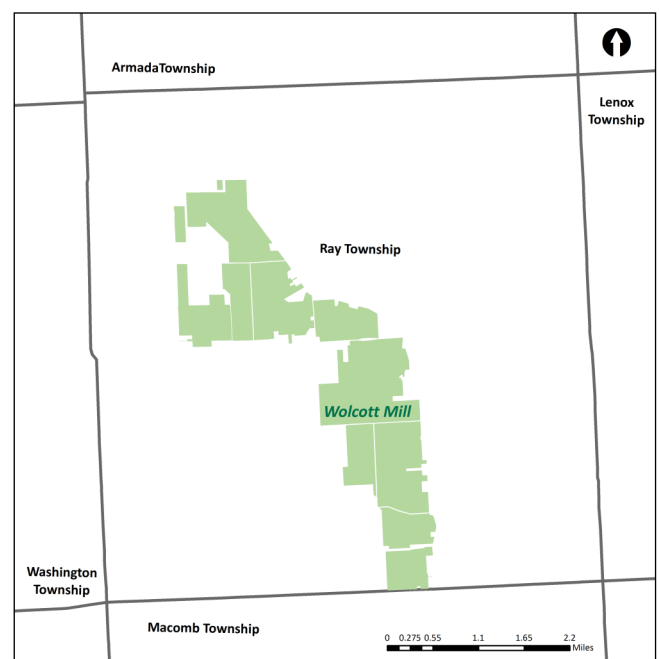 ArmadaTownship
Lenox
Township
Ray Township
Wolcott Mill
Washington
Township
Macomb Township
0 0.275 0.55 1.1 1.65 2.2
Miles